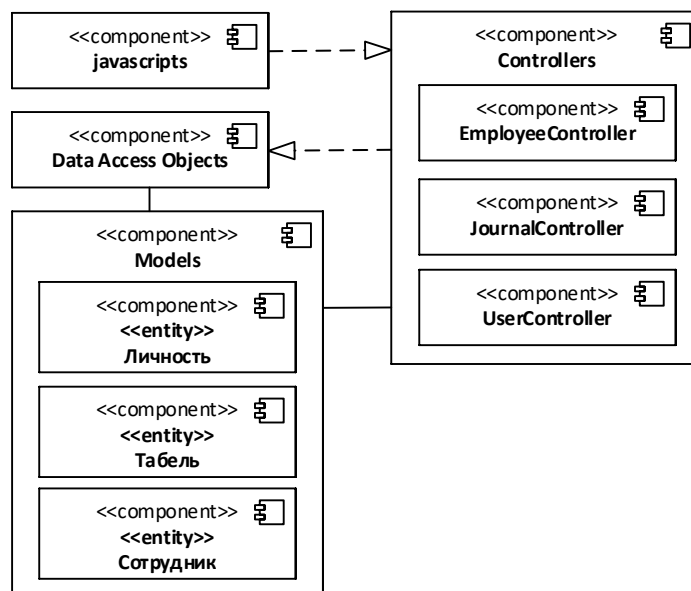 <<component>>
javascripts
<<component>>
Data Access Objects
<<component>>
Models
<<component>>
<<entity>>
Личность
<<component>>
<<entity>>
Табель
<<component>>
<<entity>>
Сотрудник
<<component>>
Controllers
<<component>>
EmployeeController
<<component>>
JournalController
<<component>>
UserController